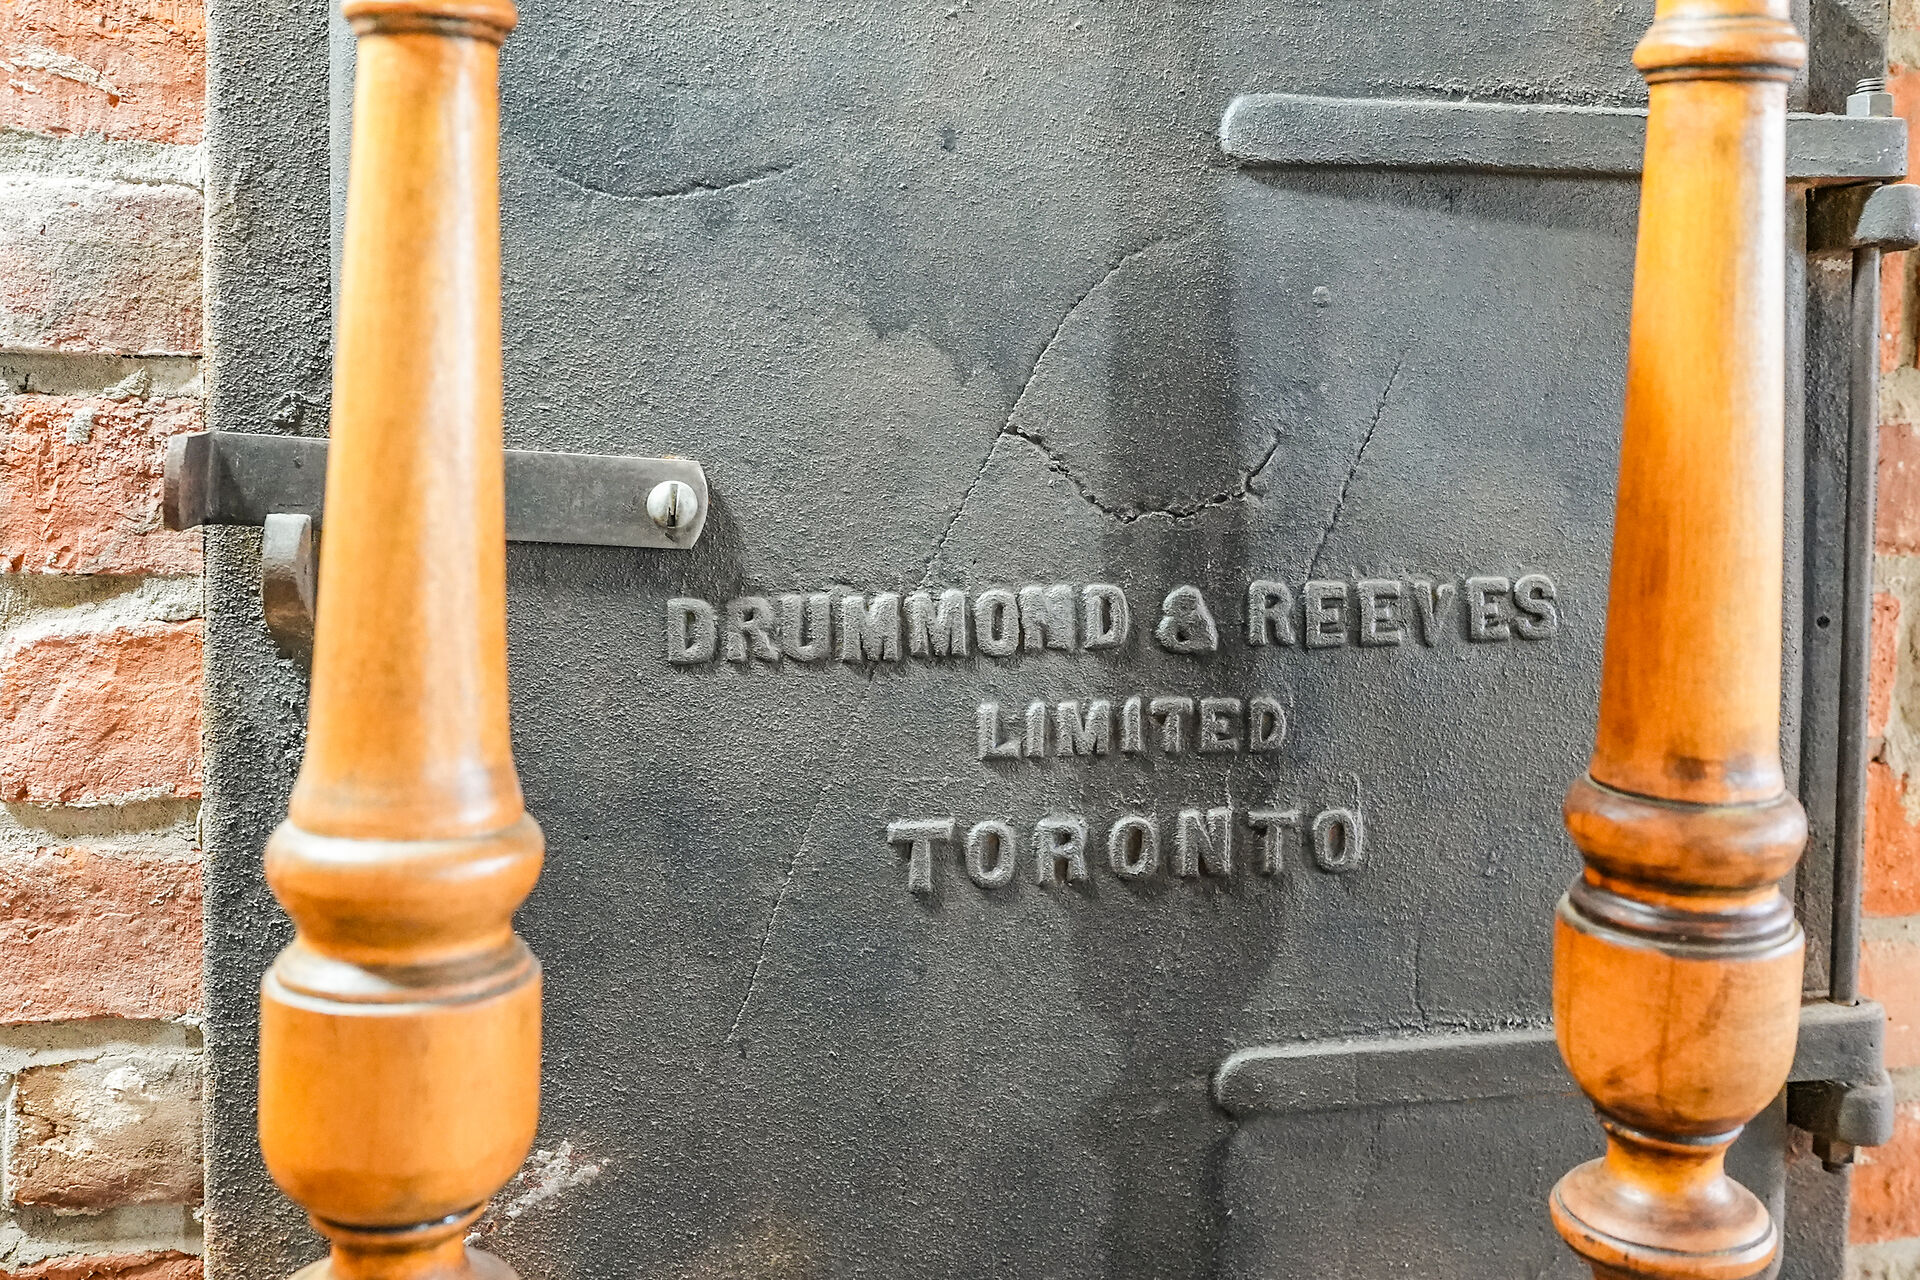 DRUMMOND & REEVES
LIMITED
TORONTO